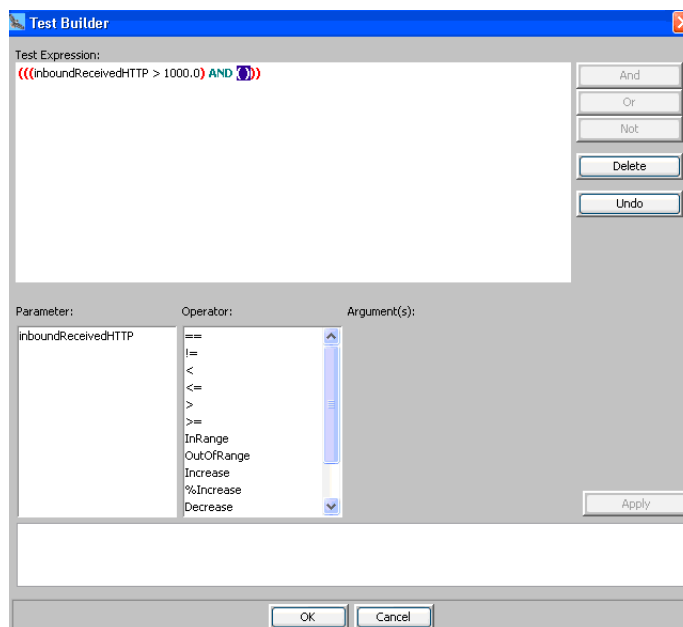 Test Builder
Test Expression:
(((inboundReceivedHTTP > 1000.0) AND ( )))
And
Or
Not
Delete
Undo
Parameter:
Operator:
Argument(s):
inboundReceivedHTTP
==
!=
<
<=
>
>=
InRange
OutOfRange
Increase
%Increase
Decrease
Apply
OK
Cancel